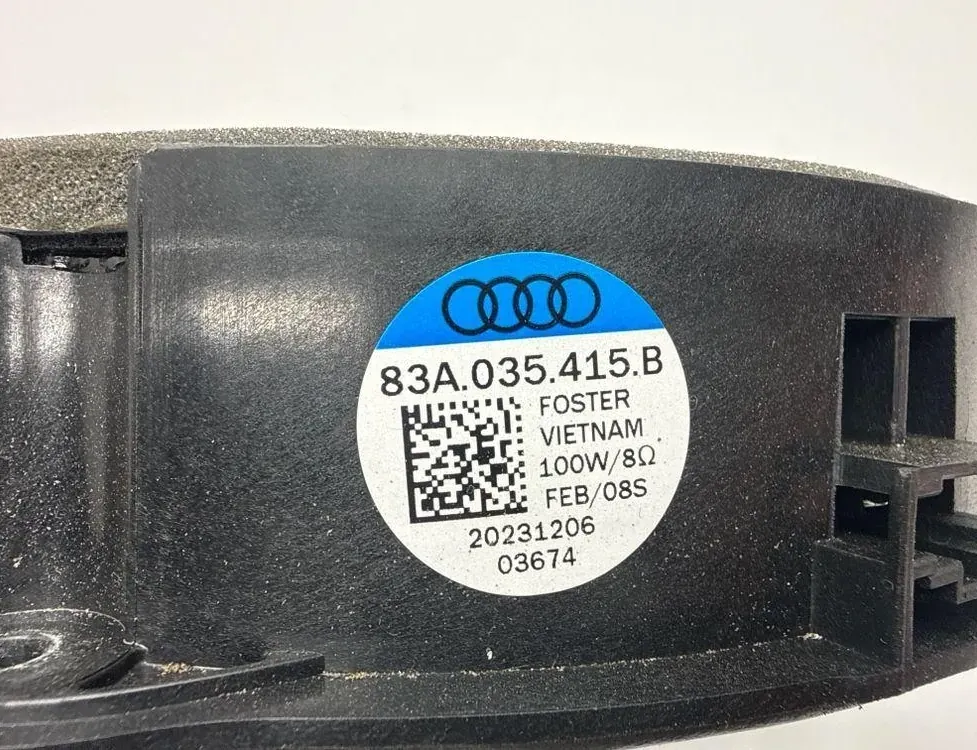 83A.035.415.B
FOSTER
VIETNAM
100W/8Ω
FEB/08S
20231206
03674